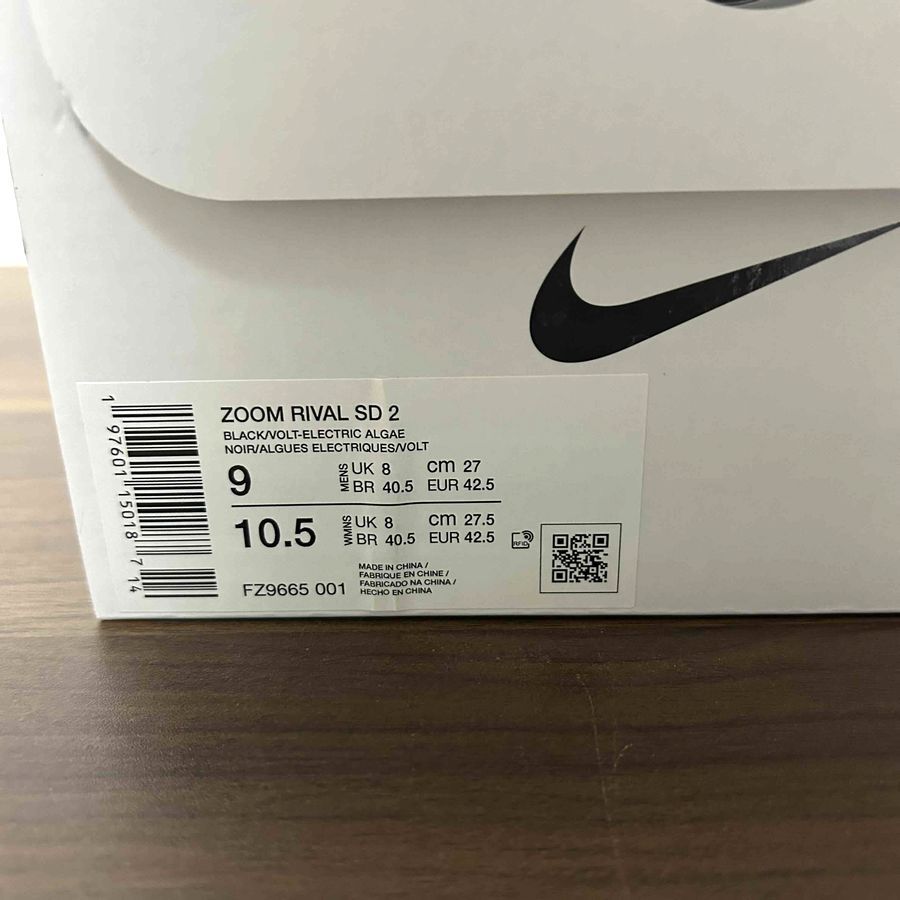 ZOOM RIVAL SD 2
BLACK/VOLT-ELECTRIC ALGAE
NOIR/ALGUES ELECTRIQUES/VOLT
9 MENS UK 8 cm 27
BR 40.5 EUR 42.5
10.5 WMNS UK 8 cm 27.5
BR 40.5 EUR 42.5
RFID
FZ9665 001
MADE IN CHINA /
FABRIQUE EN CHINE /
FABRICADO NA CHINA /
HECHO EN CHINA
1 97601 15018 7 14